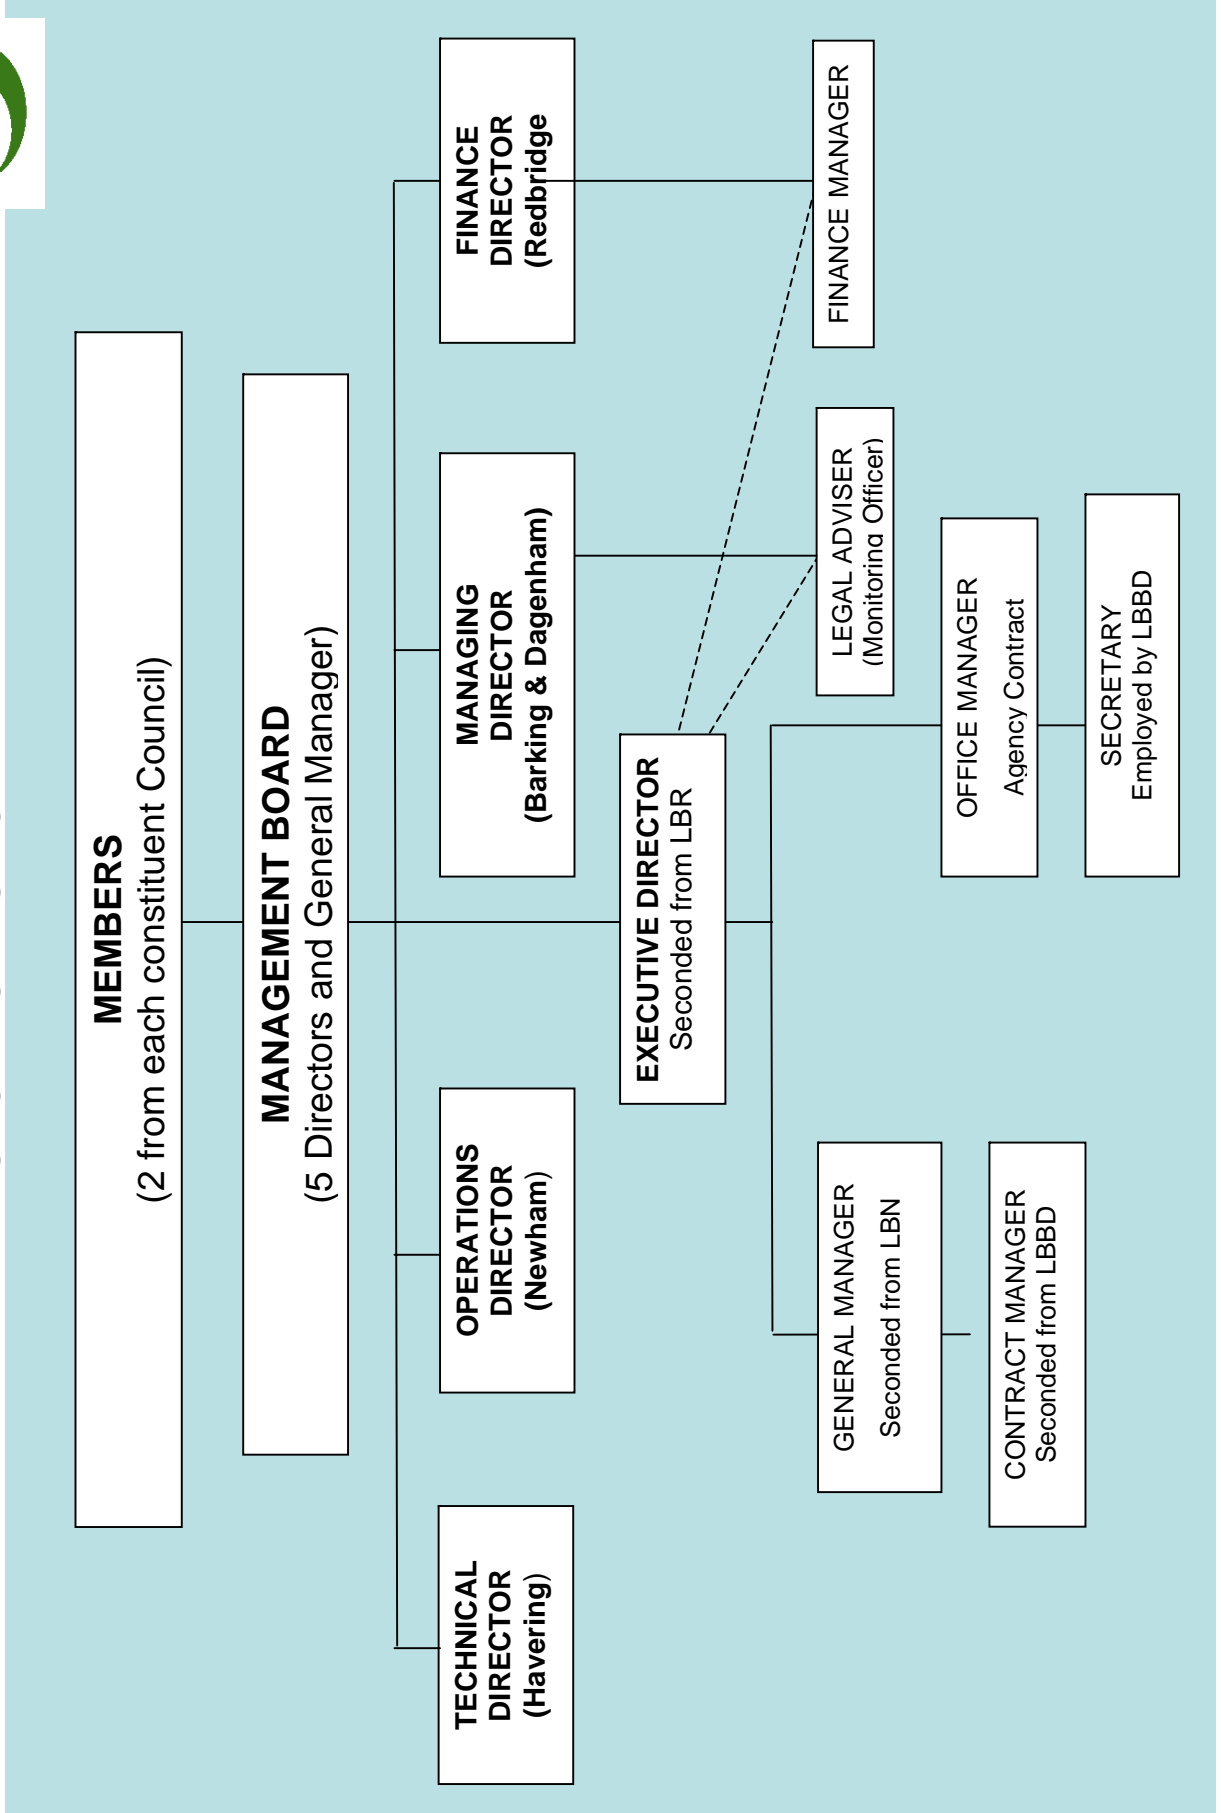 MEMBERS
(2 from each constituent Council)
MANAGEMENT BOARD
(5 Directors and General Manager)
TECHNICAL
DIRECTOR
(Havering)
OPERATIONS
DIRECTOR
(Newham)
MANAGING
DIRECTOR
(Barking & Dagenham)
FINANCE
DIRECTOR
(Redbridge
EXECUTIVE DIRECTOR
Seconded from LBR
GENERAL MANAGER
Seconded from LBN
LEGAL ADVISER
(Monitoring Officer)
FINANCE MANAGER
OFFICE MANAGER
Agency Contract
CONTRACT MANAGER
Seconded from LBBD
SECRETARY
Employed by LBBD